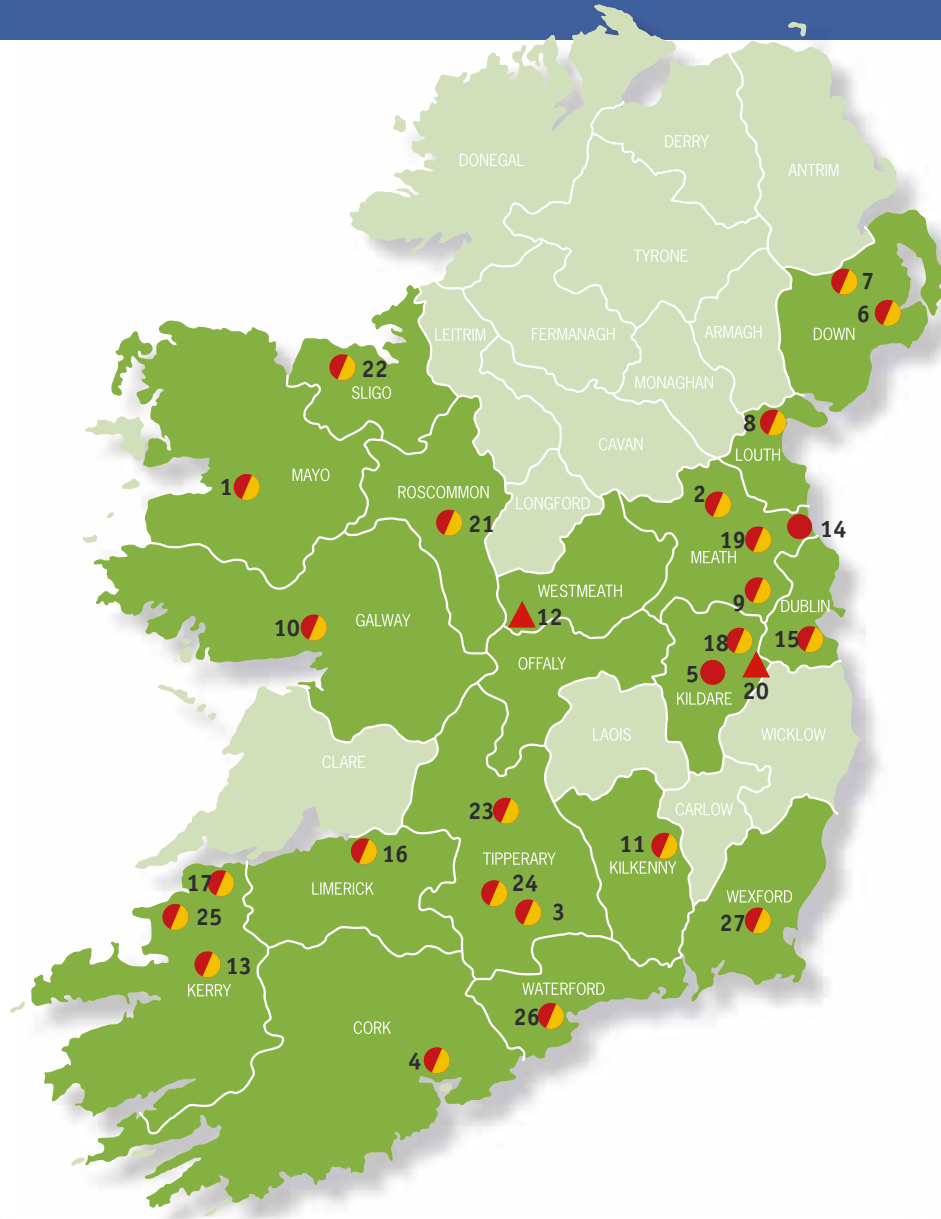 DERRY
DONEGAL
ANTRIM
TYRONE
7
6
LEITRIM
FERMANAGH
ARMAGH
DOWN
22
SLIGO
MONAGHAN
8
CAVAN
LOUTH
1
MAYO
ROSCOMMON
LONGFORD
2
21
14
19
MEATH
WESTMEATH
9
DUBLIN
12
10
GALWAY
18
15
OFFALY
5
20
KILDARE
LAOIS
WICKLOW
CLARE
23
CARLOW
16
11
TIPPERARY
KILKENNY
17
LIMERICK
24
WEXFORD
25
3
27
13
KERRY
WATERFORD
26
CORK
4